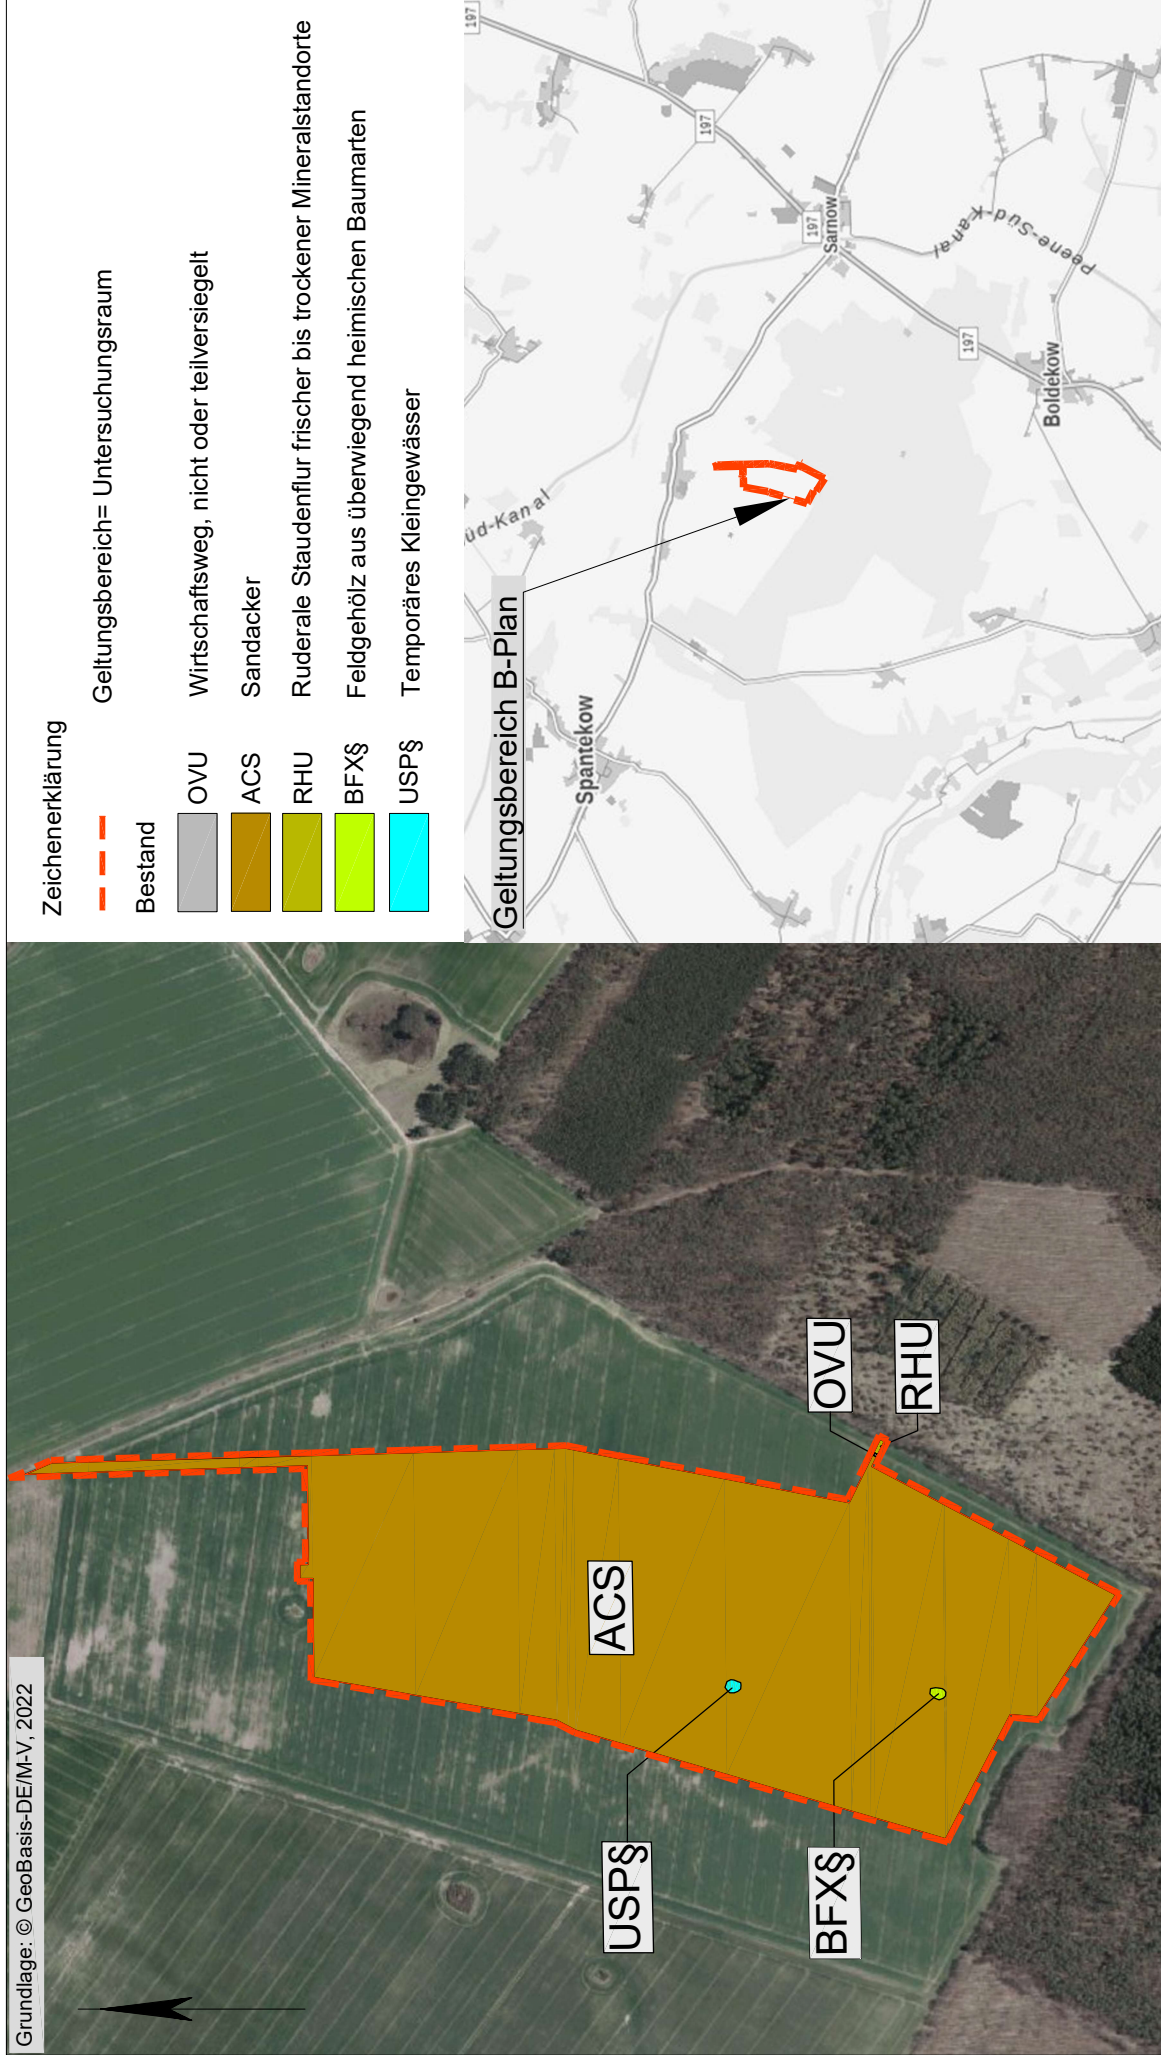 Grundlage: © GeoBasis-DE/M-V, 2022
USP§
BFX§
ACS
OVU
RHU
Zeichenerklärung
Geltungsbereich= Untersuchungsraum
Bestand
OVU Wirtschaftsweg, nicht oder teilversiegelt
ACS Sandacker
RHU Ruderale Staudenflur frischer bis trockener Mineralstandorte
BFX§ Feldgehölz aus überwiegend heimischen Baumarten
USP§ Temporäres Kleingewässer
Geltungsbereich B-Plan
Spantekow
üd-Kanal
Sarnow
Boldekow
Peene-Süd-Kanal
197
197
197
197